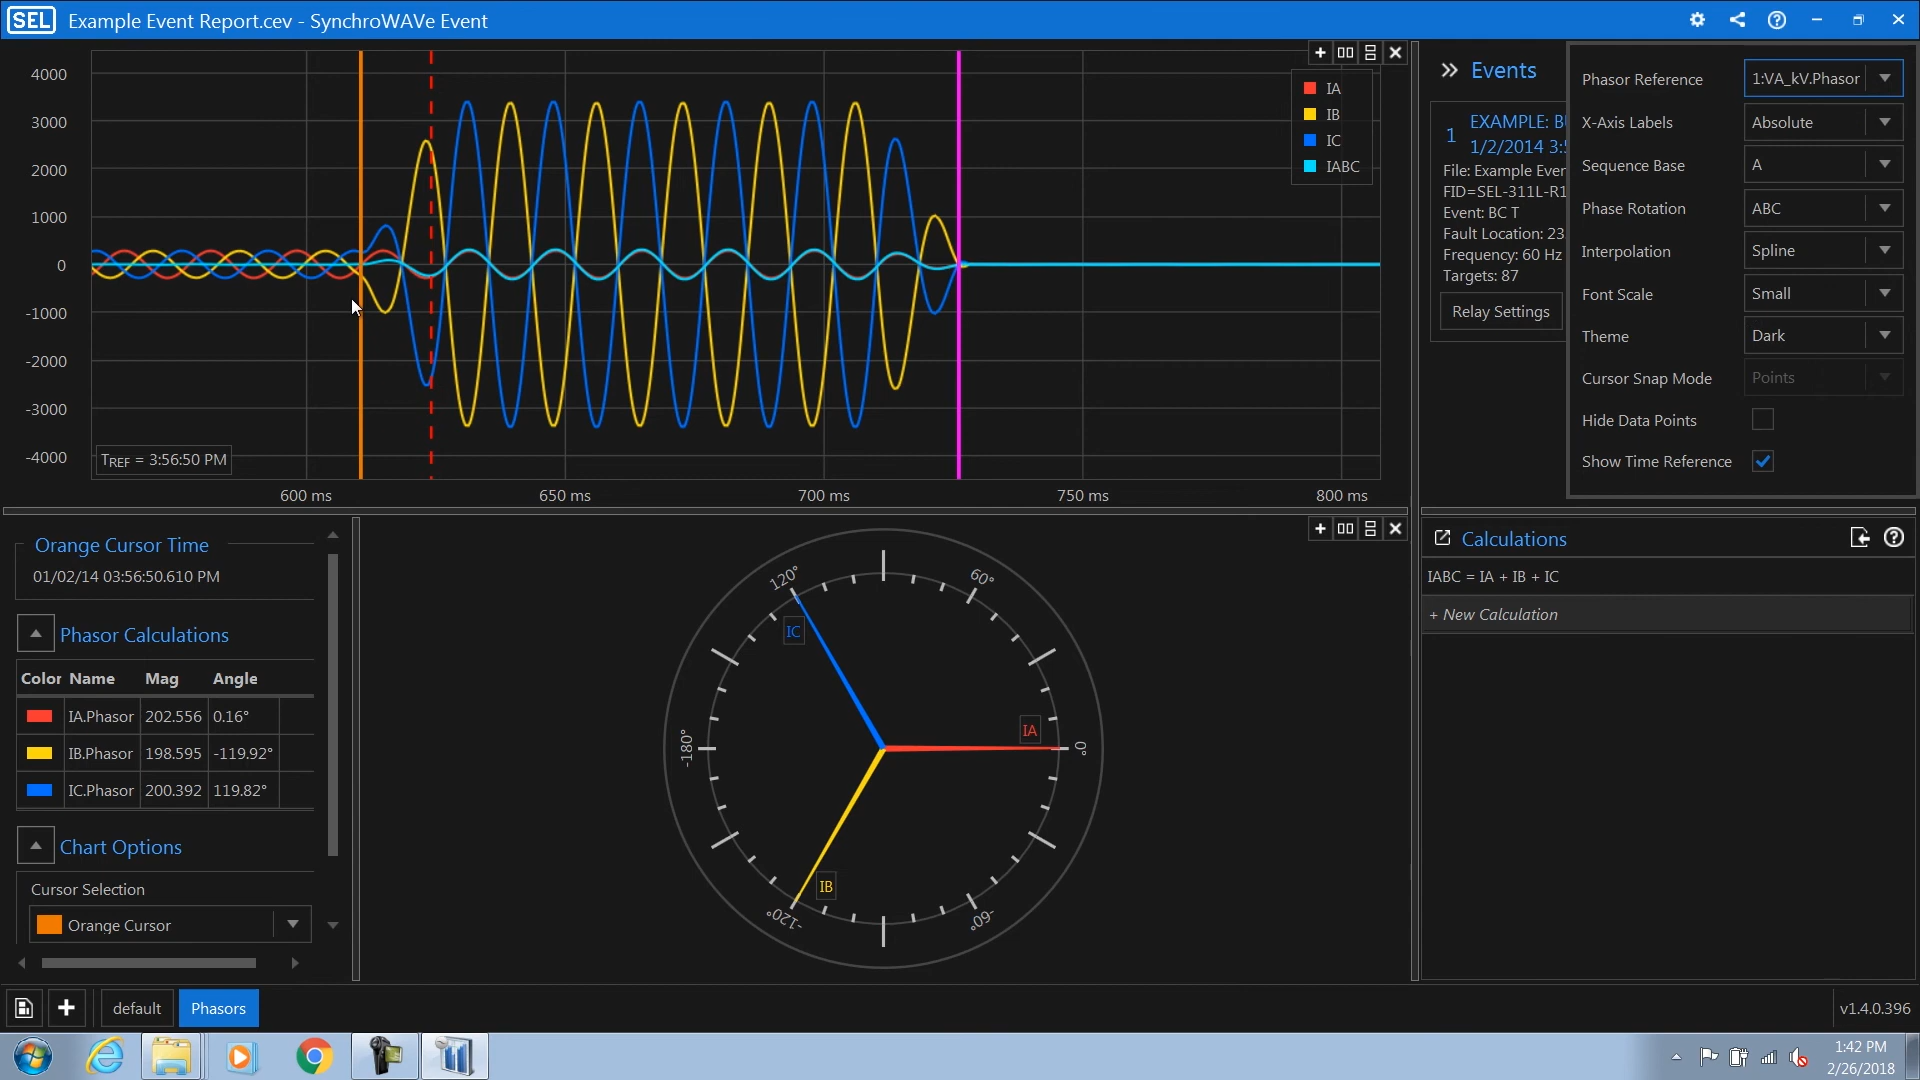 SEL Example Event Report.cev - SynchroWAVe Event
4000
3000
2000
1000
0
-1000
-2000
-3000
-4000
TREF = 3:56:50 PM
600 ms
650 ms
700 ms
750 ms
800 ms
IA
IB
IC
IABC
Events
1
EXAMPLE: B
1/2/2014 3:5
File: Example Ever
FID=SEL-311L-R1
Event: BC T
Fault Location: 23.
Frequency: 60 Hz
Targets: 87
Relay Settings
Phasor Reference 1:VA_kV.Phasor
X-Axis Labels Absolute
Sequence Base A
Phase Rotation ABC
Interpolation Spline
Font Scale Small
Theme Dark
Cursor Snap Mode Points
Hide Data Points
Show Time Reference
Orange Cursor Time
01/02/14 03:56:50.610 PM
Phasor Calculations
Color Name Mag Angle
IA.Phasor 202.556 0.16°
IB.Phasor 198.595 -119.92°
IC.Phasor 200.392 119.82°
Chart Options
Cursor Selection
Orange Cursor
120°
60°
IC
IA
-180°
0°
IB
-120°
-60°
Calculations
IABC = IA + IB + IC
+ New Calculation
default
Phasors
v1.4.0.396
1:42 PM
2/26/2018